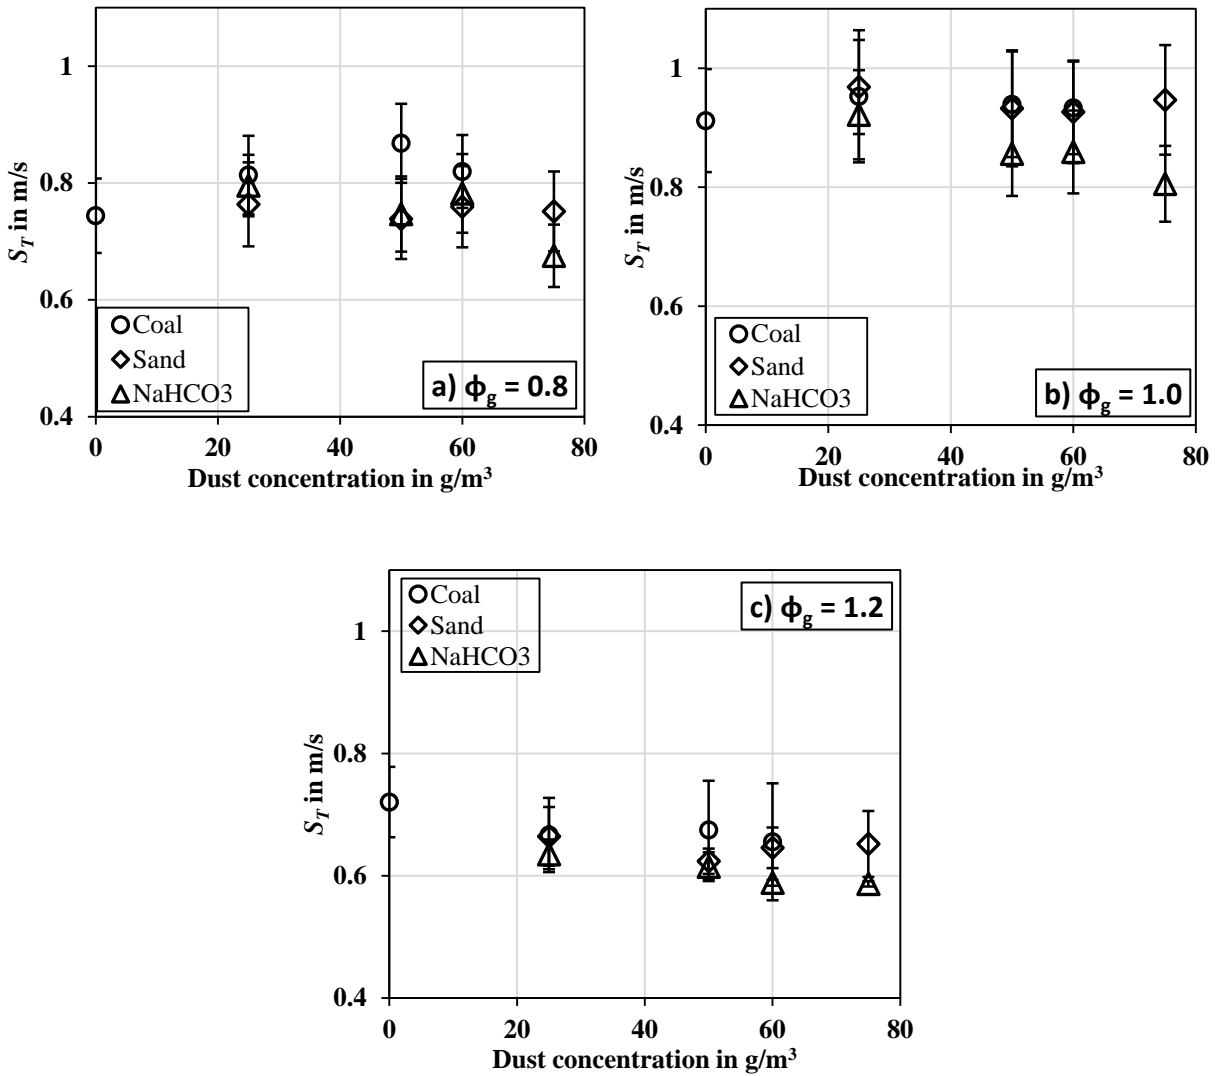 1
0.8
0.6
0.4
S_T in m/s
Coal
Sand
NaHCO3
a) ϕ_g = 0.8
0 20 40 60 80
Dust concentration in g/m³
1
0.8
0.6
0.4
S_T in m/s
Coal
Sand
NaHCO3
b) ϕ_g = 1.0
0 20 40 60 80
Dust concentration in g/m³
1
0.8
0.6
0.4
S_T in m/s
Coal
Sand
NaHCO3
c) ϕ_g = 1.2
0 20 40 60 80
Dust concentration in g/m³